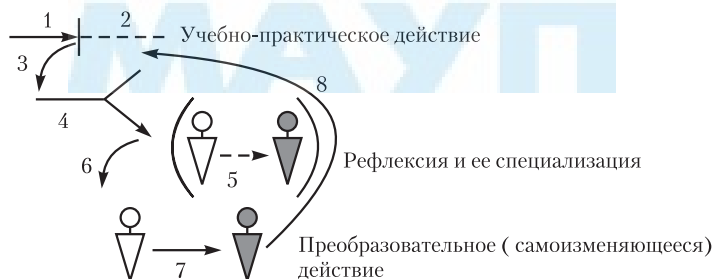 МАУП
1 2 Учебно-практическое действие
3
8
4
Рефлексия и ее специализация
5
6
Преобразовательное ( самоизменяющееся)
действие
7